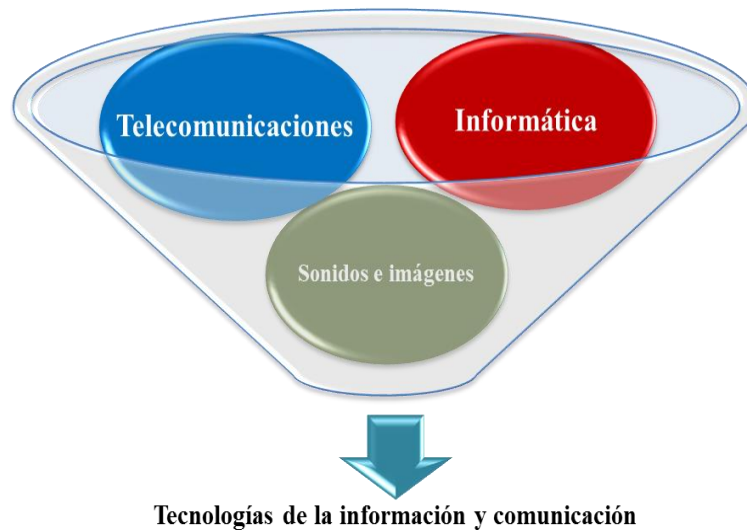 Telecomunicaciones
Informática
Sonidos e imágenes
Tecnologías de la información y comunicación